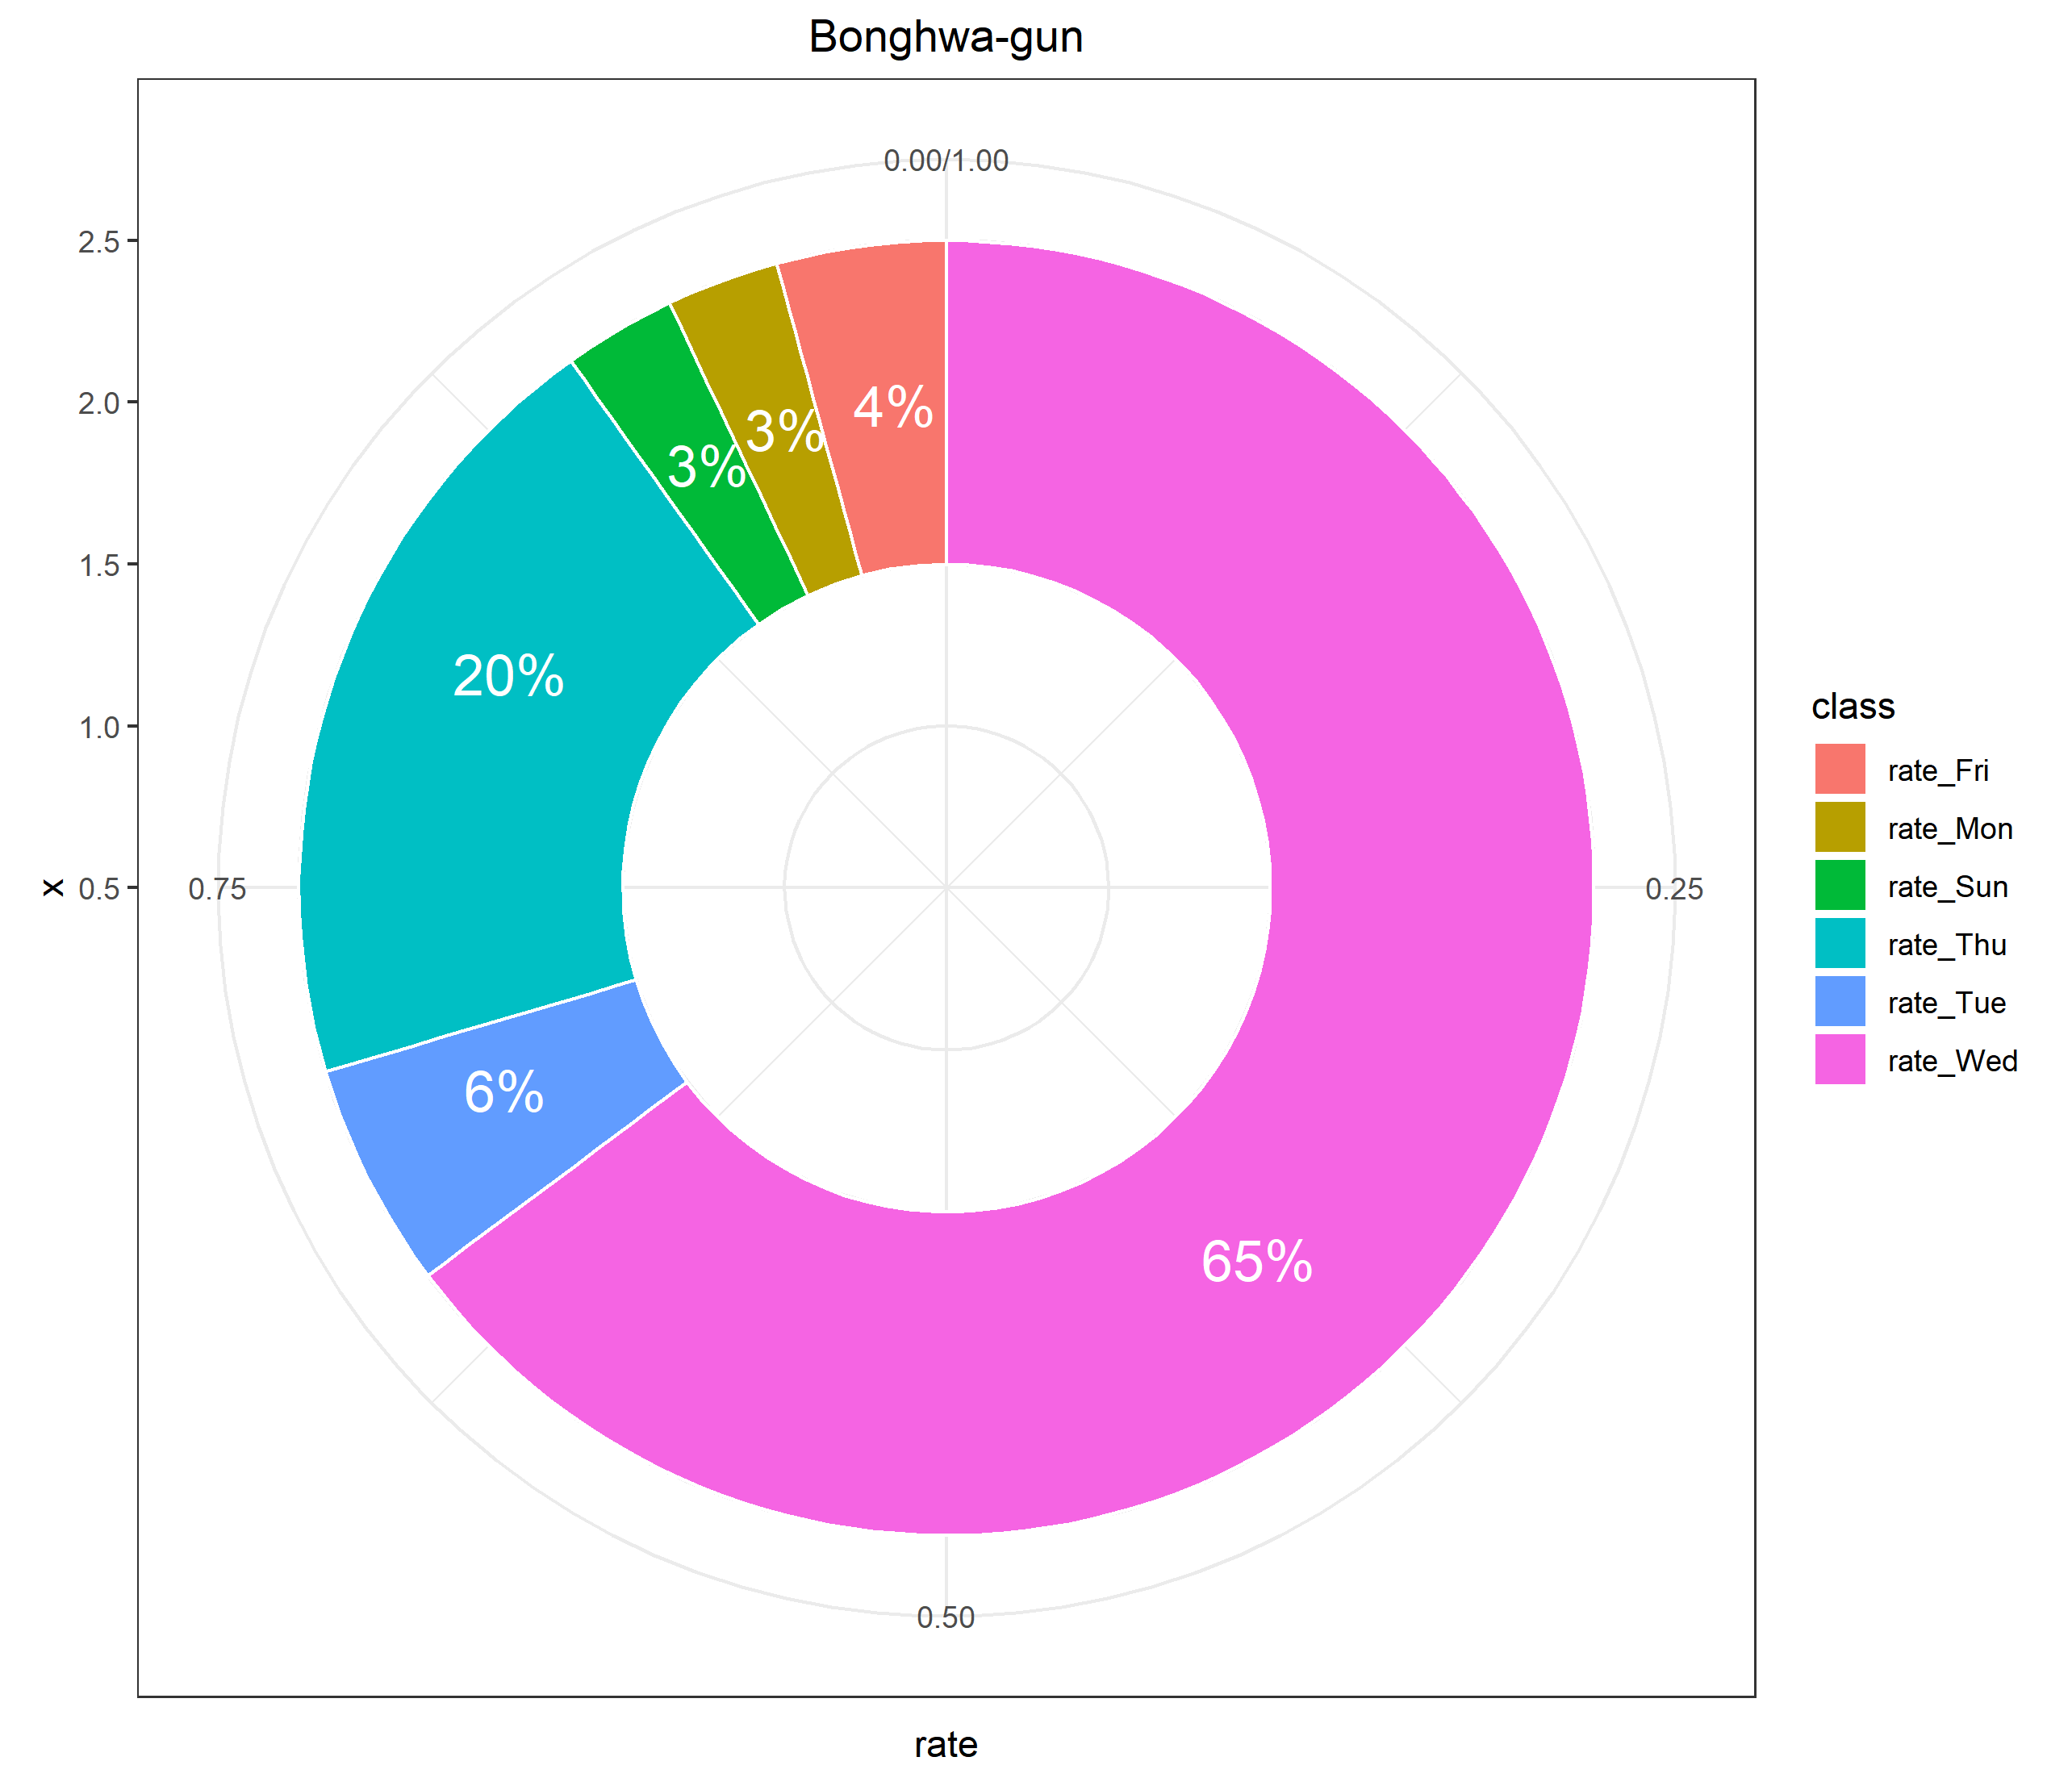 Bonghwa-gun
0.00/1.00
2.5
2.0
1.5
1.0
0.5
x
0.75
0.25
0.50
4%
3%
3%
20%
6%
65%
rate
class
rate_Fri
rate_Mon
rate_Sun
rate_Thu
rate_Tue
rate_Wed